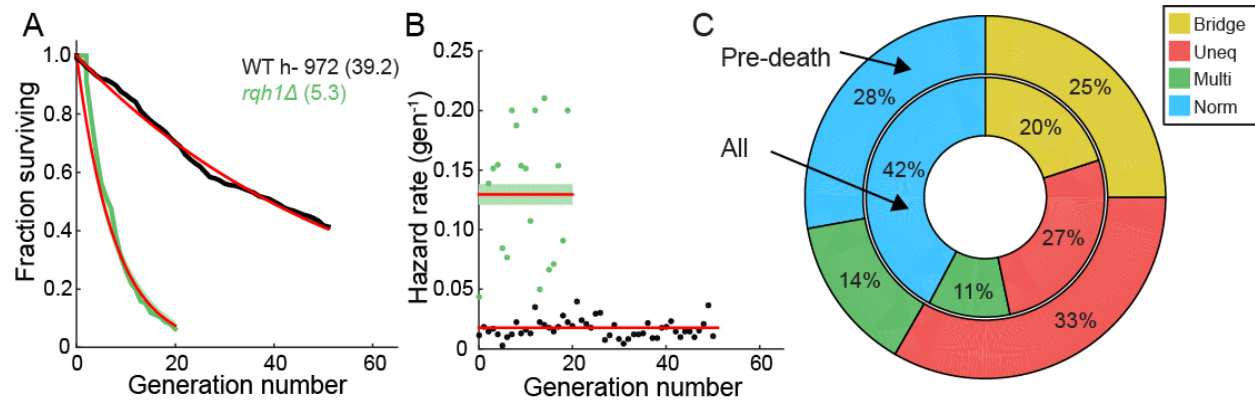 A
Fraction surviving
1.0
0.8
0.6
0.4
0.2
0
0
20
40
60
Generation number
WT h- 972 (39.2)
rqh1Δ (5.3)
B
Hazard rate (gen⁻¹)
0.25
0.20
0.15
0.10
0.05
0
0
20
40
60
Generation number
C
Pre-death
All
28%
25%
33%
14%
42%
20%
27%
11%
Bridge
Uneq
Multi
Norm